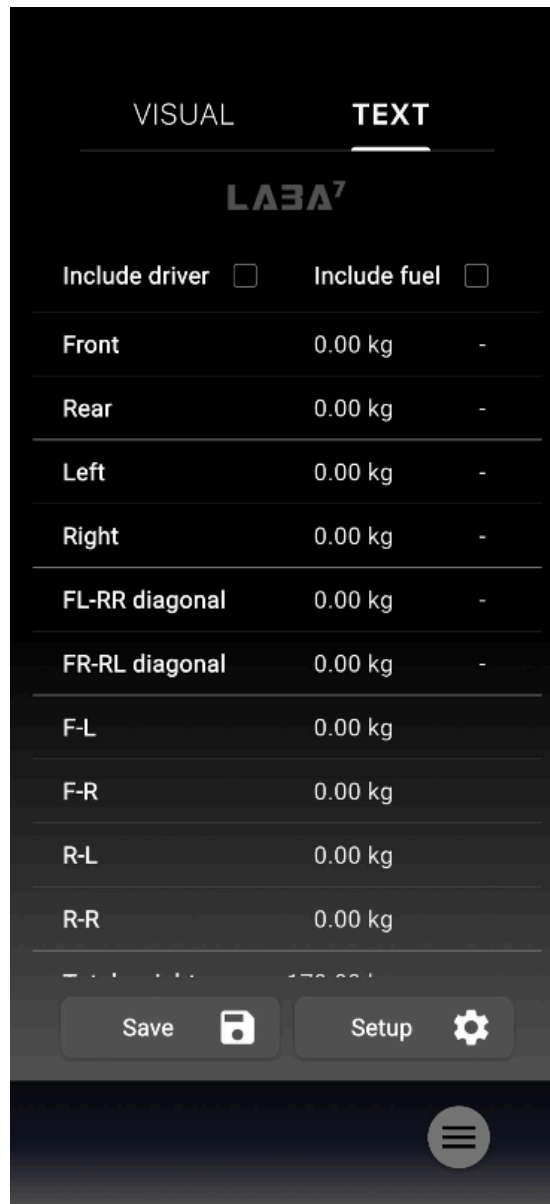 VISUAL TEXT
LABA7
Include driver Include fuel
Front 0.00 kg -
Rear 0.00 kg -
Left 0.00 kg -
Right 0.00 kg -
FL-RR diagonal 0.00 kg -
FR-RL diagonal 0.00 kg -
F-L 0.00 kg
F-R 0.00 kg
R-L 0.00 kg
R-R 0.00 kg
Save Setup